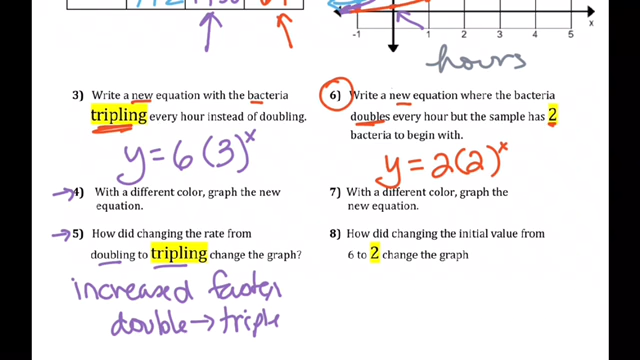 -1 1 2 3 4 5 x
hours
3) Write a new equation with the bacteria
tripling every hour instead of doubling.
y = 6(3)^x
4) With a different color, graph the new
equation.
5) How did changing the rate from
doubling to tripling change the graph?
increased faster
double → triple
6) Write a new equation where the bacteria
doubles every hour but the sample has 2
bacteria to begin with.
y = 2(2)^x
7) With a different color, graph the
new equation.
8) How did changing the initial value from
6 to 2 change the graph